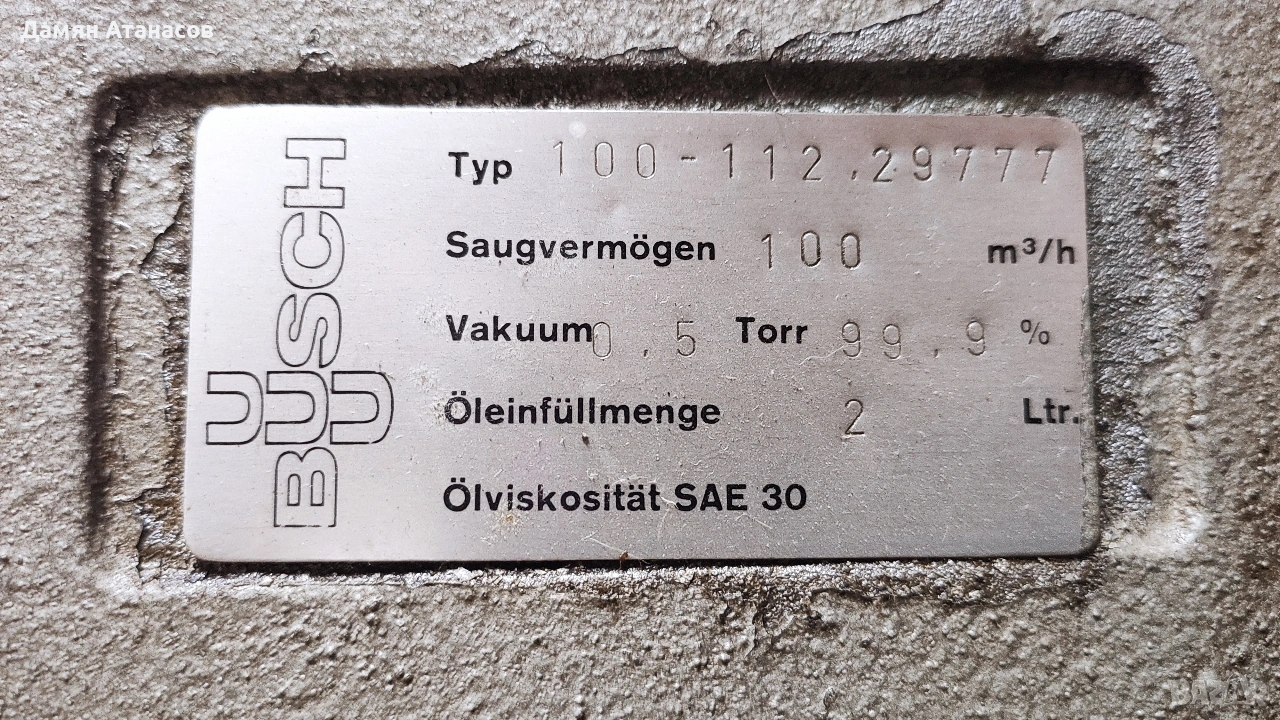 Дамян Атанасов
BUSCH
U U
Typ 100-112.29777
Saugvermögen 100 m³/h
Vakuum 0.5 Torr 99.9 %
Öleinfüllmenge 2 Ltr.
Ölviskosität SAE 30